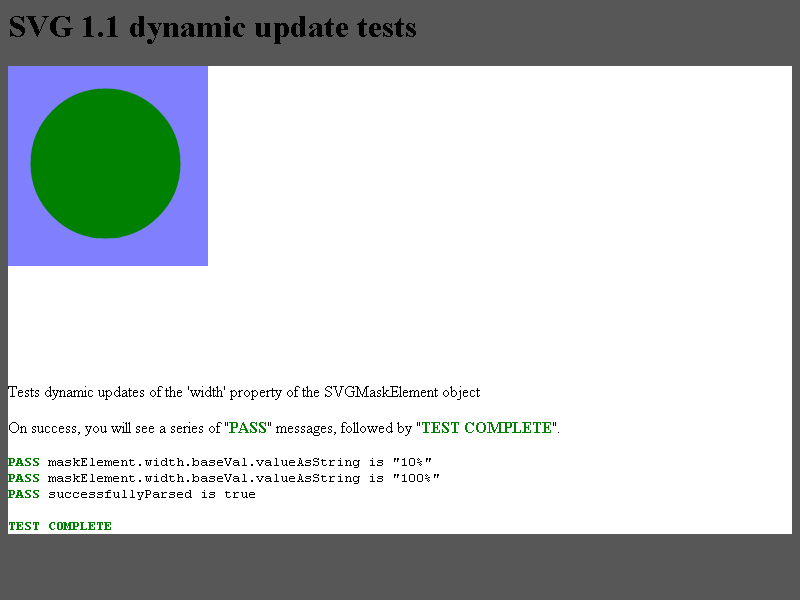 SVG 1.1 dynamic update tests
Tests dynamic updates of the 'width' property of the SVGMaskElement object
On success, you will see a series of "PASS" messages, followed by "TEST COMPLETE".
PASS maskElement.width.baseVal.valueAsString is "10%"
PASS maskElement.width.baseVal.valueAsString is "100%"
PASS successfullyParsed is true
TEST COMPLETE